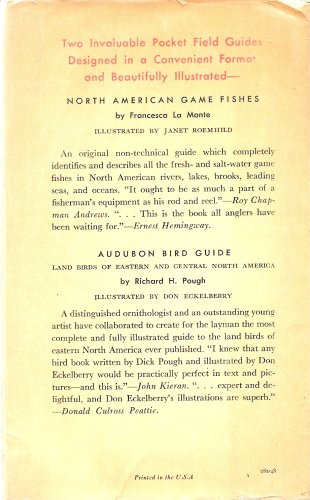 Two Invaluable Pocket Field Guides
Designed in a Convenient Format
and Beautifully Illustrated—
NORTH AMERICAN GAME FISHES
by Francesca La Monte
ILLUSTRATED BY JANET ROEMHILD
An original non-technical guide which completely
identifies and describes all the fresh- and salt-water game
fishes in North American rivers, lakes, brooks, leading
seas, and oceans. "It ought to be as much a part of a
fisherman's equipment as his rod and reel."—Roy Chap-
man Andrews. ". . . This is the book all anglers have
been waiting for."—Ernest Hemingway.
AUDUBON BIRD GUIDE
LAND BIRDS OF EASTERN AND CENTRAL NORTH AMERICA
by Richard H. Pough
ILLUSTRATED BY DON ECKELBERRY
A distinguished ornithologist and an outstanding young
artist have collaborated to create for the layman the most
complete and fully illustrated guide to the land birds of
eastern North America ever published. "I knew that any
bird book written by Dick Pough and illustrated by Don
Eckelberry would be practically perfect in text and pic-
tures—and this is."—John Kieran. ". . . expert and de-
lightful, and Don Eckelberry's illustrations are superb."
—Donald Culross Peattie.
Printed in the U.S.A